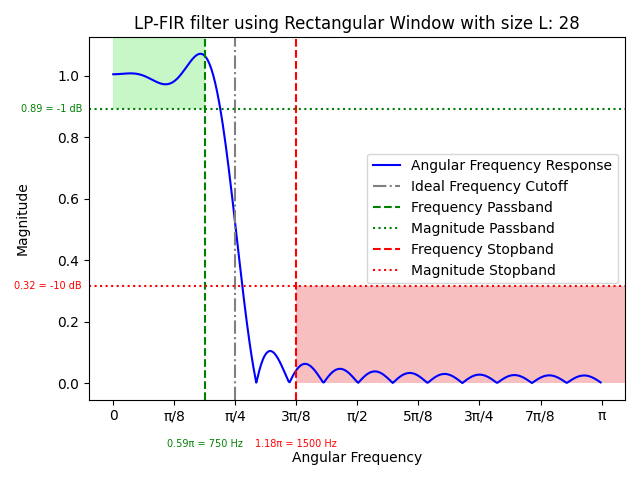 LP-FIR filter using Rectangular Window with size L: 28
Magnitude
1.0
0.89 = -1 dB
0.8
0.6
0.4
0.32 = -10 dB
0.2
0.0
Angular Frequency Response
Ideal Frequency Cutoff
Frequency Passband
Magnitude Passband
Frequency Stopband
Magnitude Stopband
0 π/8 π/4 3π/8 π/2 5π/8 3π/4 7π/8 π
0.59π = 750 Hz 1.18π = 1500 Hz
Angular Frequency